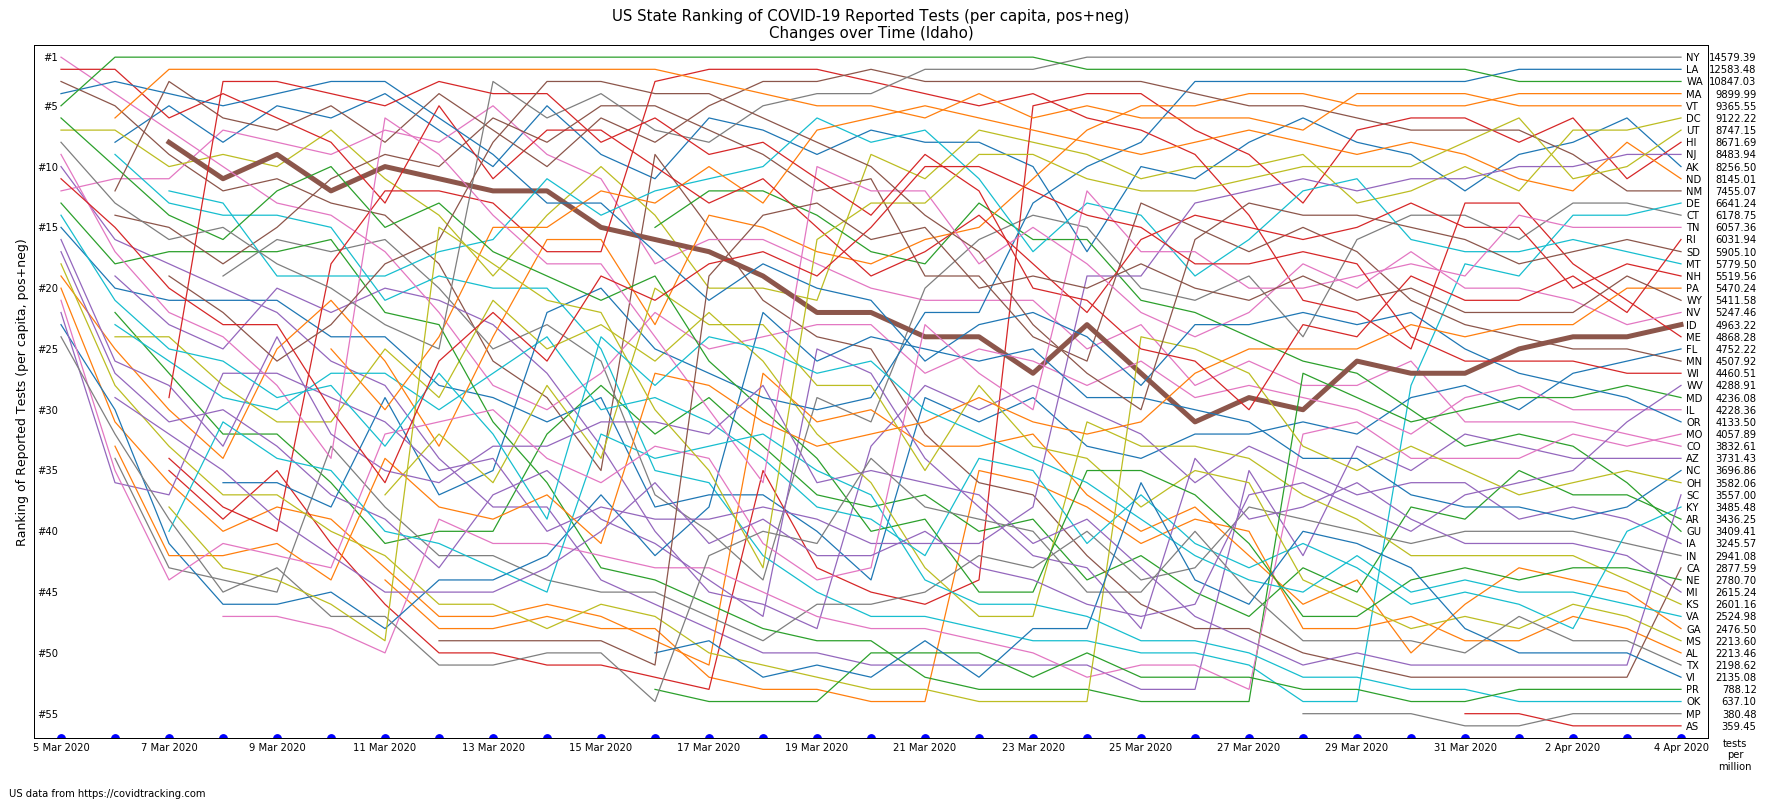 US State Ranking of COVID-19 Reported Tests (per capita, pos+neg)
Changes over Time (Idaho)
Ranking of Reported Tests (per capita, pos+neg)
#1
#5
#10
#15
#20
#25
#30
#35
#40
#45
#50
#55
NY 14579.39
LA 12583.48
WA 10847.03
MA 9899.99
VT 9365.55
DC 9122.22
UT 8747.15
HI 8671.69
NJ 8483.94
AK 8256.50
ND 8145.01
NM 7455.07
DE 6641.24
CT 6178.75
TN 6057.36
RI 6031.94
SD 5905.10
MT 5779.50
NH 5519.56
PA 5470.24
WY 5411.58
NV 5247.46
ID 4963.22
ME 4868.28
FL 4752.22
MN 4507.92
WI 4460.51
WV 4288.91
MD 4236.08
IL 4228.36
OR 4133.50
MO 4057.89
CO 3832.61
AZ 3731.43
NC 3696.86
OH 3582.06
SC 3557.00
KY 3485.48
AR 3436.25
GU 3409.41
IA 3245.57
IN 2941.08
CA 2877.59
NE 2780.70
MI 2615.24
KS 2601.16
VA 2524.98
GA 2476.50
MS 2213.60
AL 2213.46
TX 2198.62
VI 2135.08
PR 788.12
OK 637.10
MP 380.48
AS 359.45
5 Mar 2020 7 Mar 2020 9 Mar 2020 11 Mar 2020 13 Mar 2020 15 Mar 2020 17 Mar 2020 19 Mar 2020 21 Mar 2020 23 Mar 2020 25 Mar 2020 27 Mar 2020 29 Mar 2020 31 Mar 2020 2 Apr 2020 4 Apr 2020
tests
per
million
US data from https://covidtracking.com